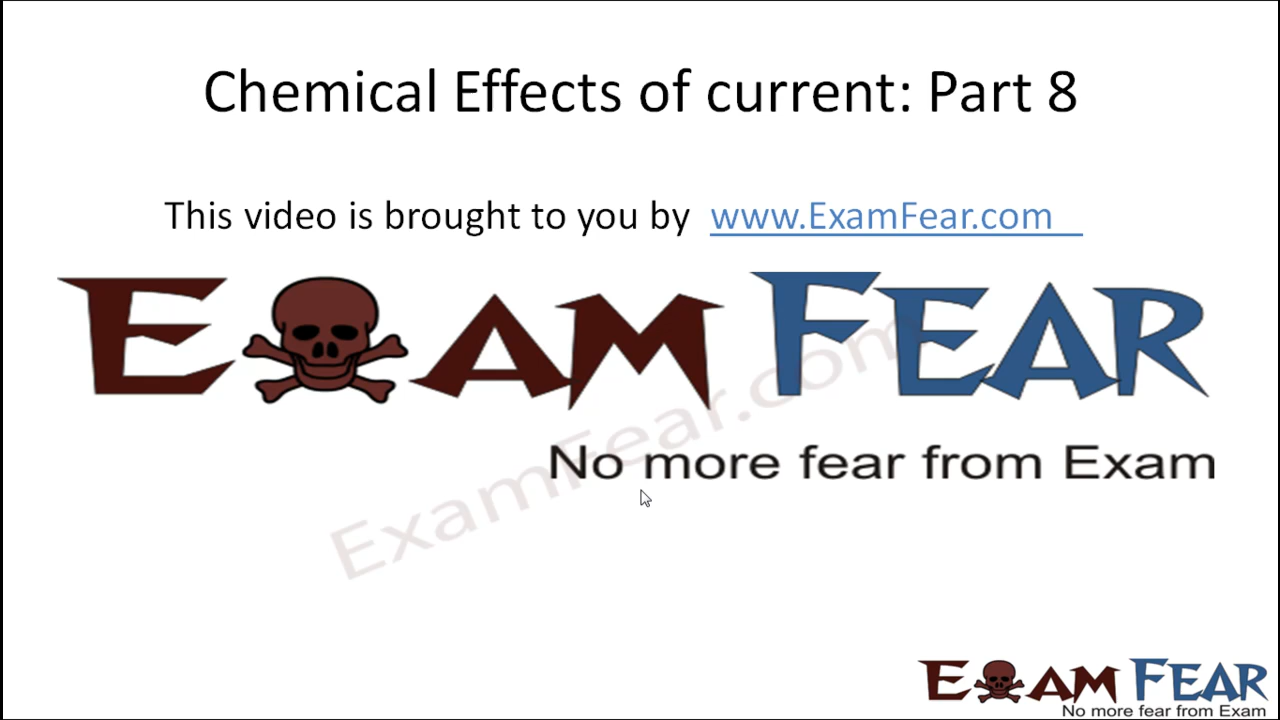 Chemical Effects of current: Part 8
This video is brought to you by www.ExamFear.com
EXAM FEAR
No more fear from Exam
ExamFear.com
EXAM FEAR
No more fear from Exam